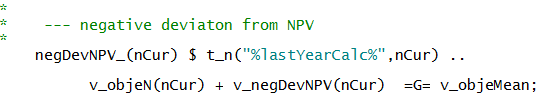 *
*     --- negative deviaton from NPV
*
negDevNPV_(nCur) $ t_n("%lastYearCalc%",nCur) ..
v_objeN(nCur) + v_negDevNPV(nCur)  =G= v_objeMean;